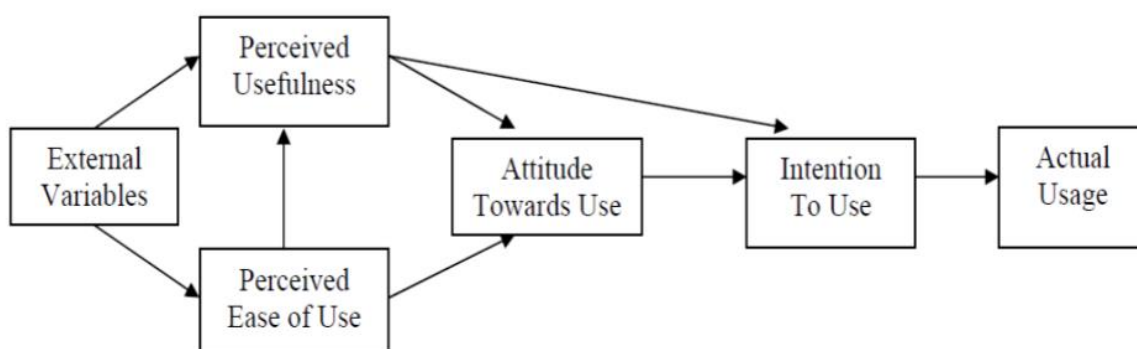 Perceived
Usefulness
External
Variables
Attitude
Towards Use
Intention
To Use
Actual
Usage
Perceived
Ease of Use